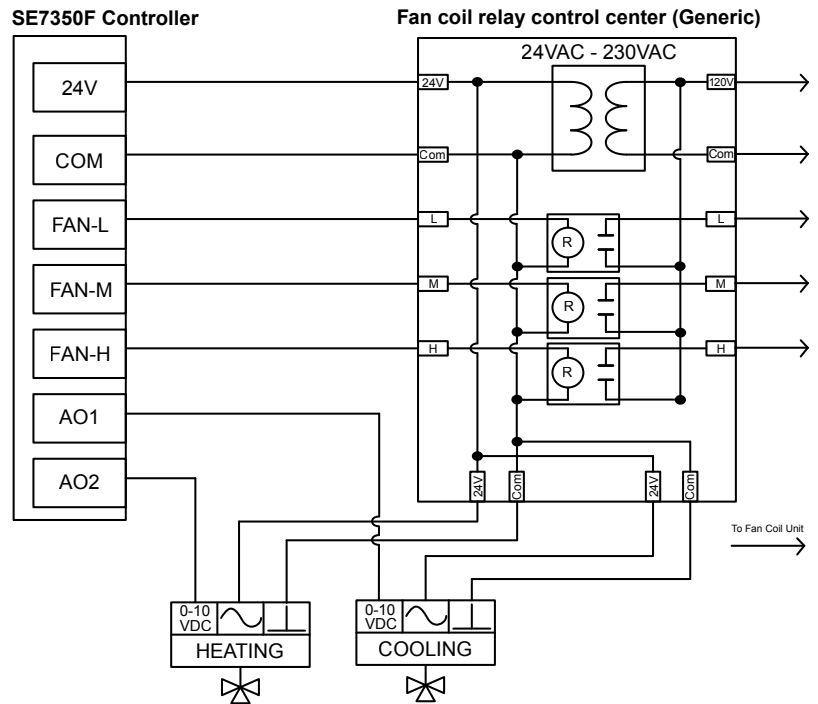 SE7350F Controller
Fan coil relay control center (Generic)
24VAC - 230VAC
24V
24V
120V
COM
Com
Com
FAN-L
L
R
L
FAN-M
M
R
M
FAN-H
H
R
H
AO1
AO2
24V
Com
24V
Com
To Fan Coil Unit
0-10
VDC
HEATING
0-10
VDC
COOLING